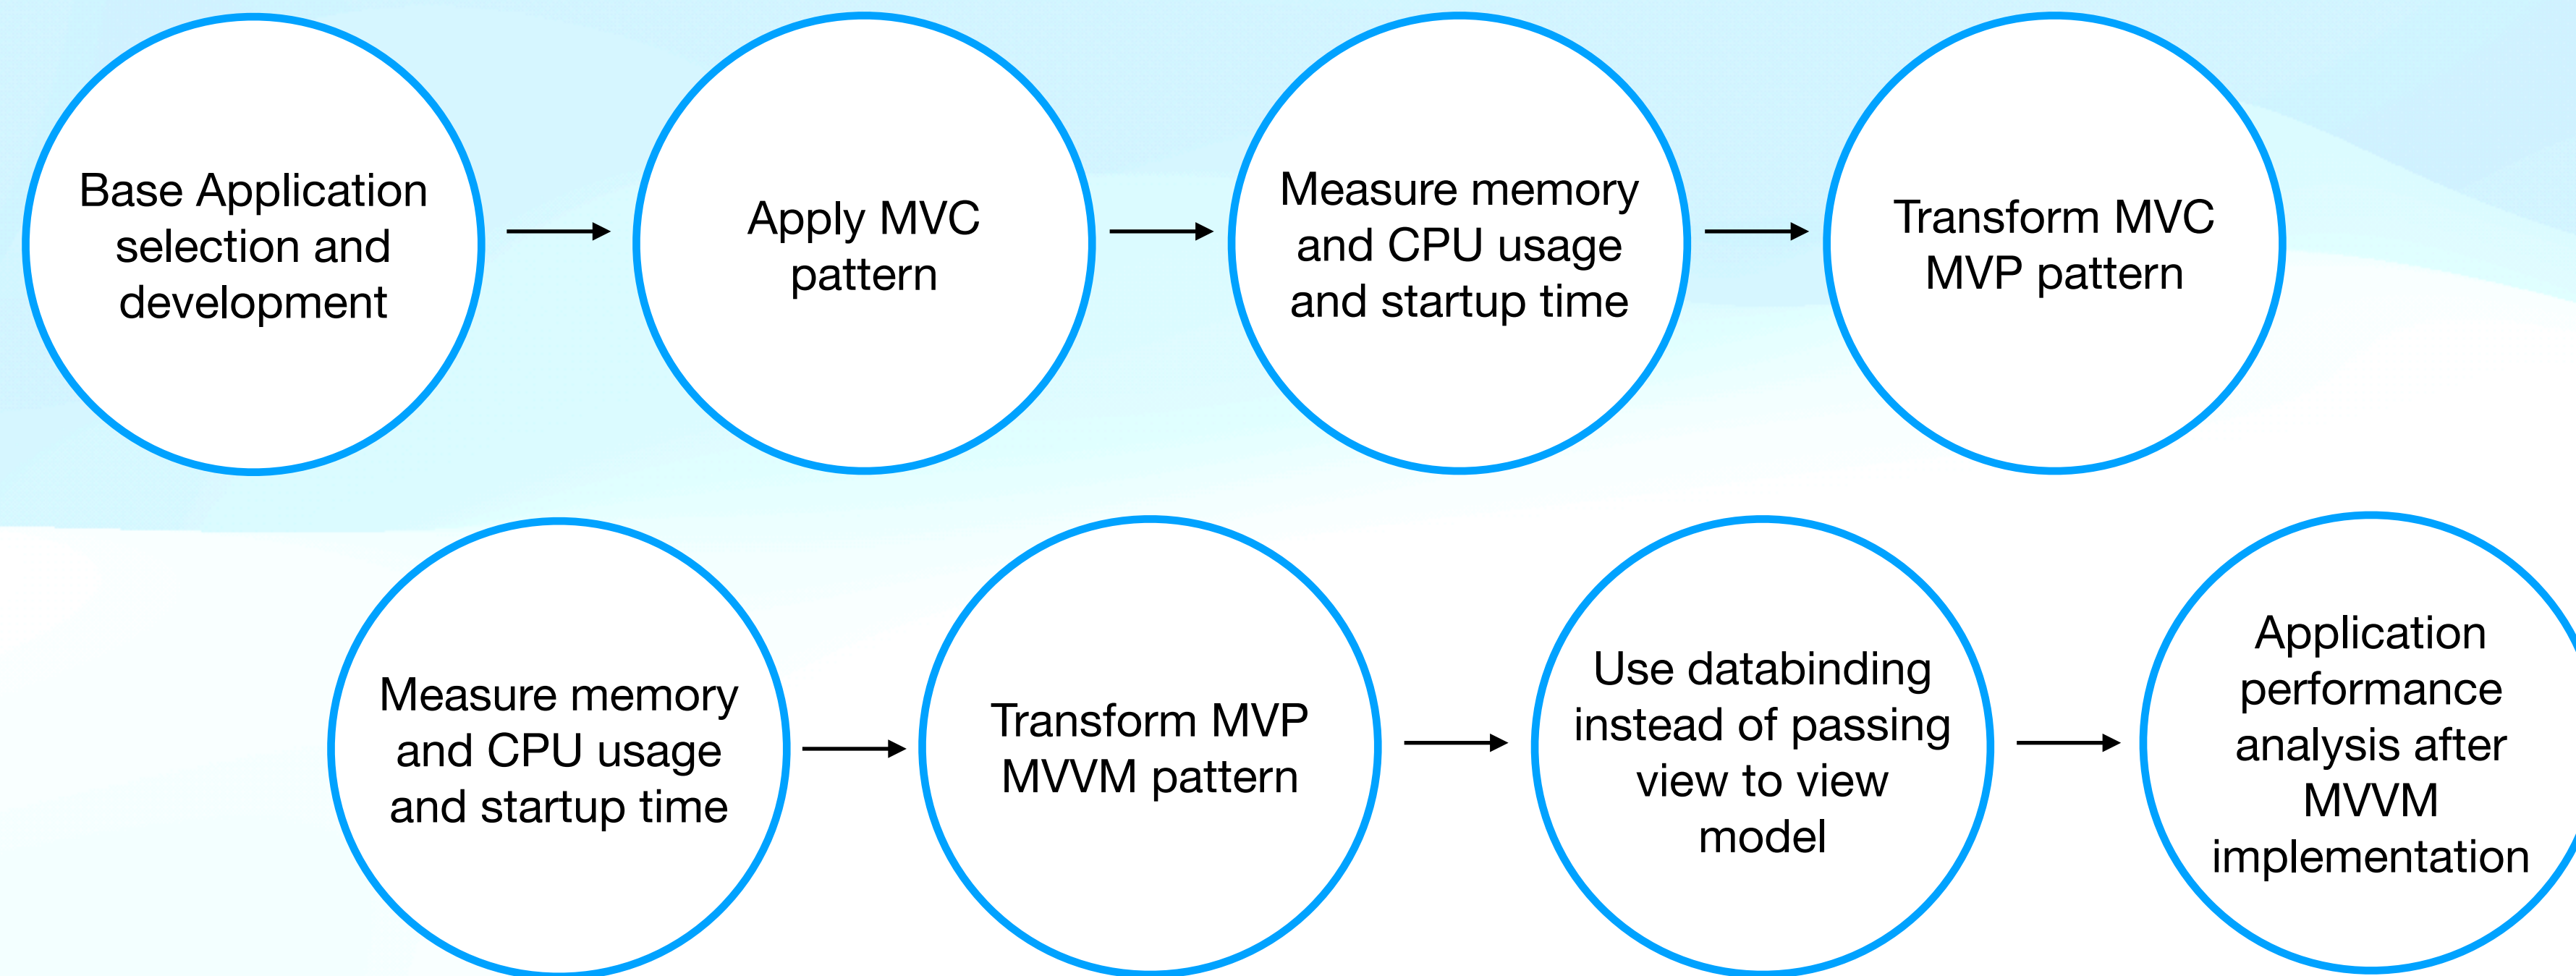 Base Application
selection and
development
Apply MVC
pattern
Measure memory
and CPU usage
and startup time
Transform MVC
MVP pattern
Measure memory
and CPU usage
and startup time
Transform MVP
MVVM pattern
Use databinding
instead of passing
view to view
model
Application
performance
analysis after
MVVM
implementation